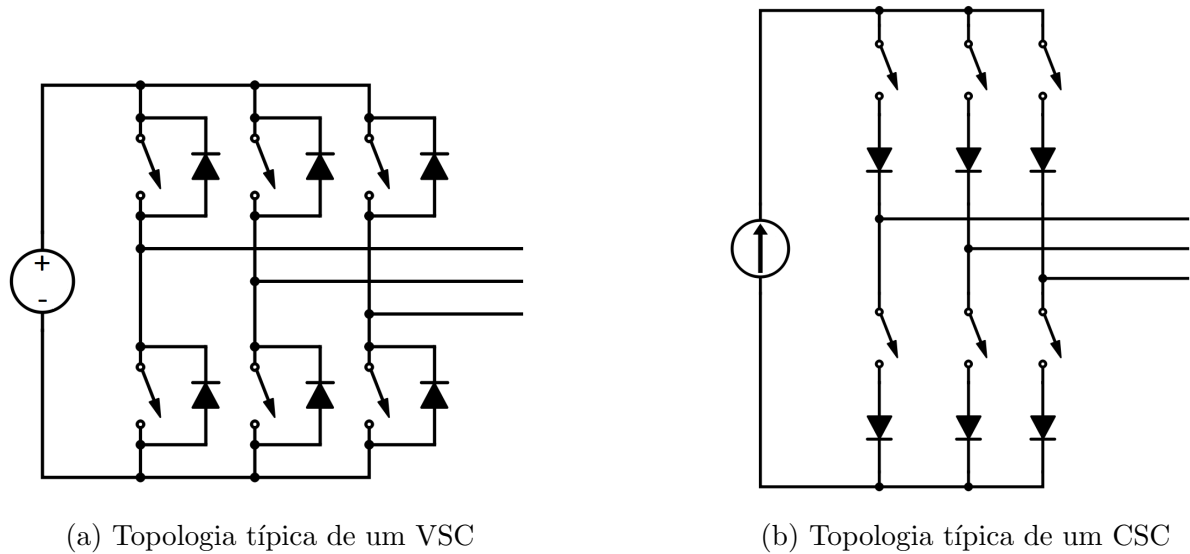 +
-
(a) Topologia típica de um VSC
(b) Topologia típica de um CSC